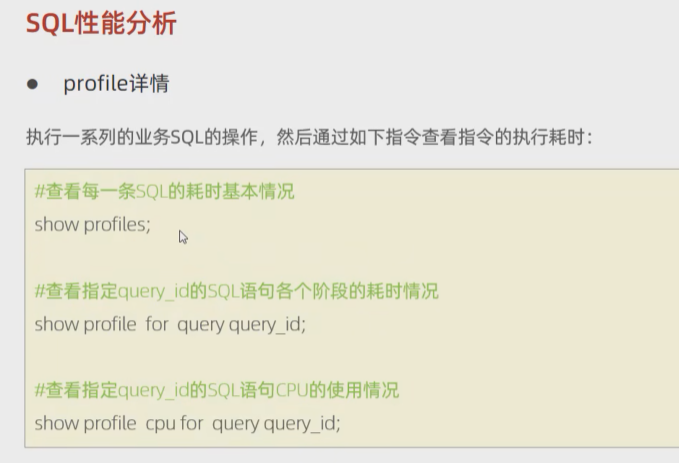 SQL性能分析
● profile详情
执行一系列的业务SQL的操作，然后通过如下指令查看指令的执行耗时：
#查看每一条SQL的耗时基本情况
show profiles;
#查看指定query_id的SQL语句各个阶段的耗时情况
show profile for query query_id;
#查看指定query_id的SQL语句CPU的使用情况
show profile cpu for query query_id;